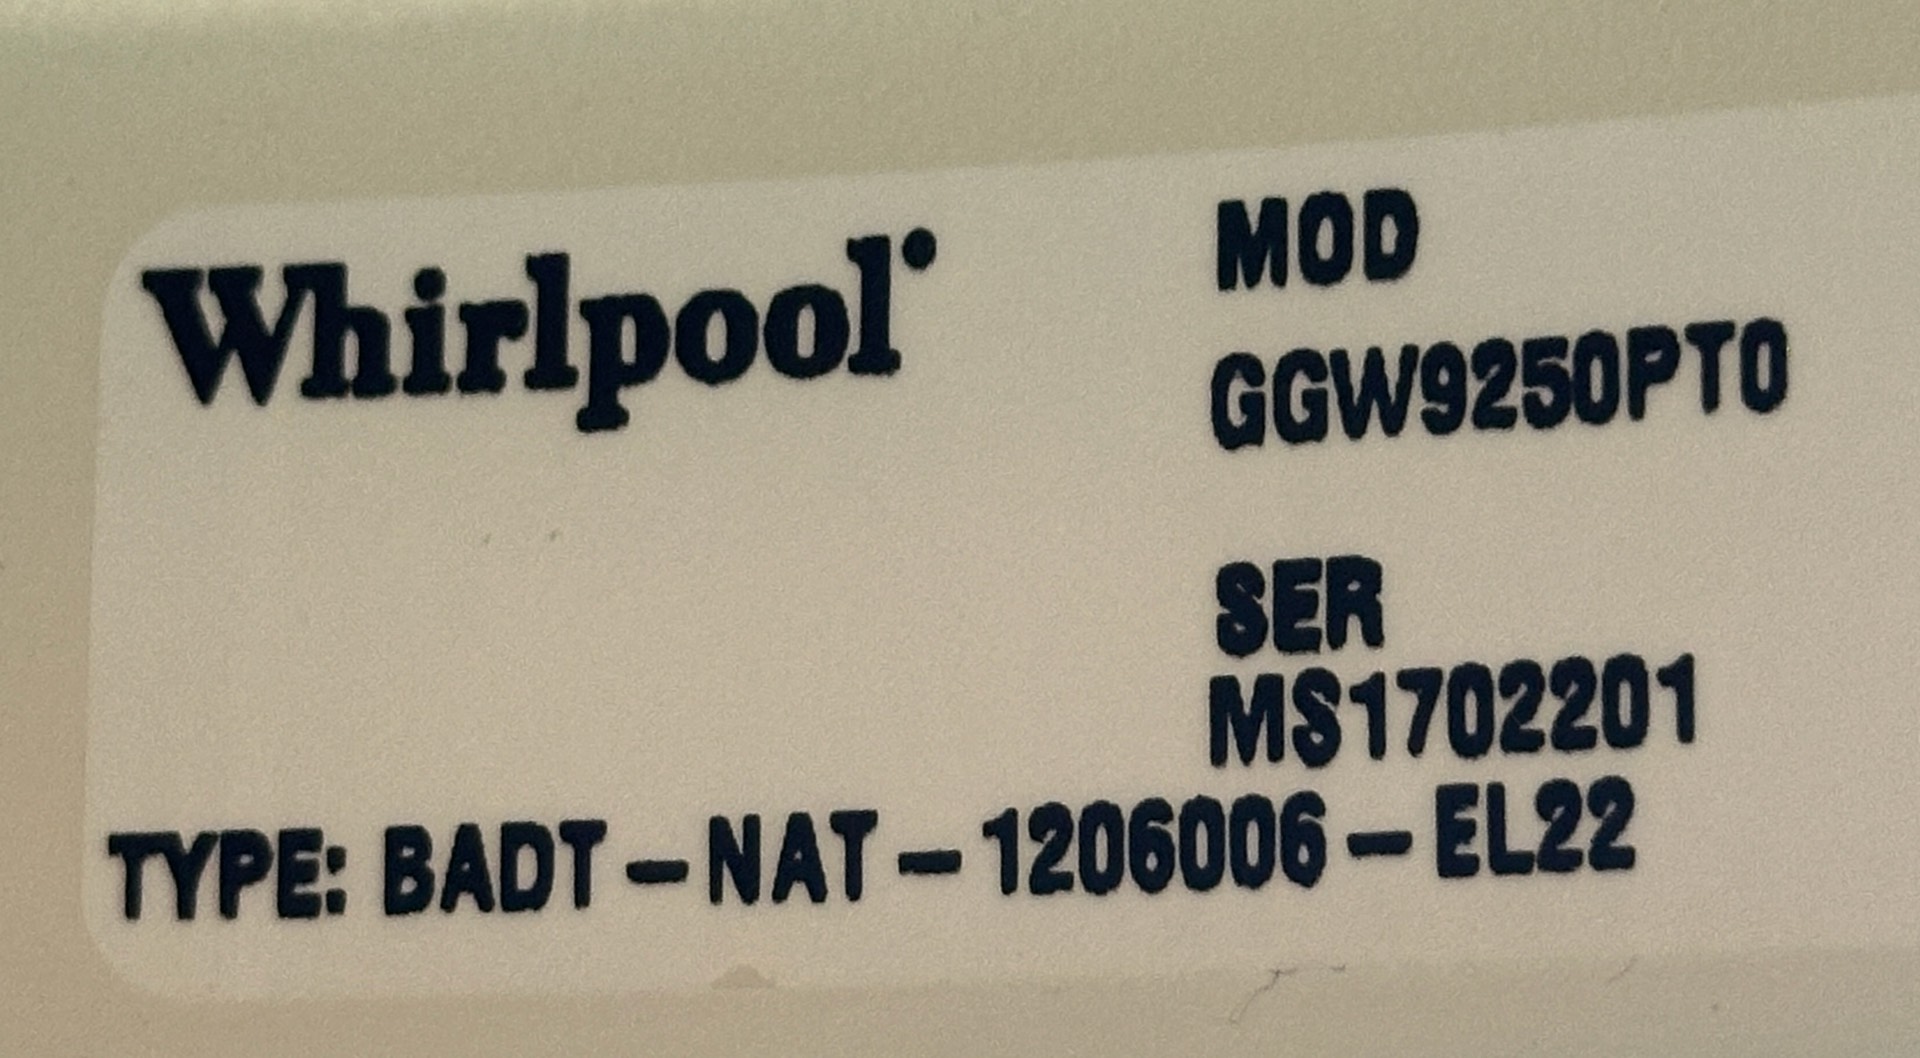 Whirlpool
MOD
GGW9250PT0
SER
MS1702201
TYPE: BADT-NAT-1206006-EL22